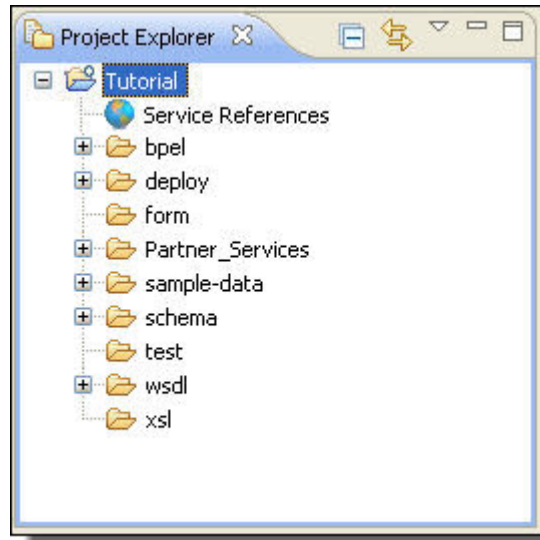 Project Explorer
Tutorial
Service References
bpel
deploy
form
Partner_Services
sample-data
schema
test
wsdl
xsl